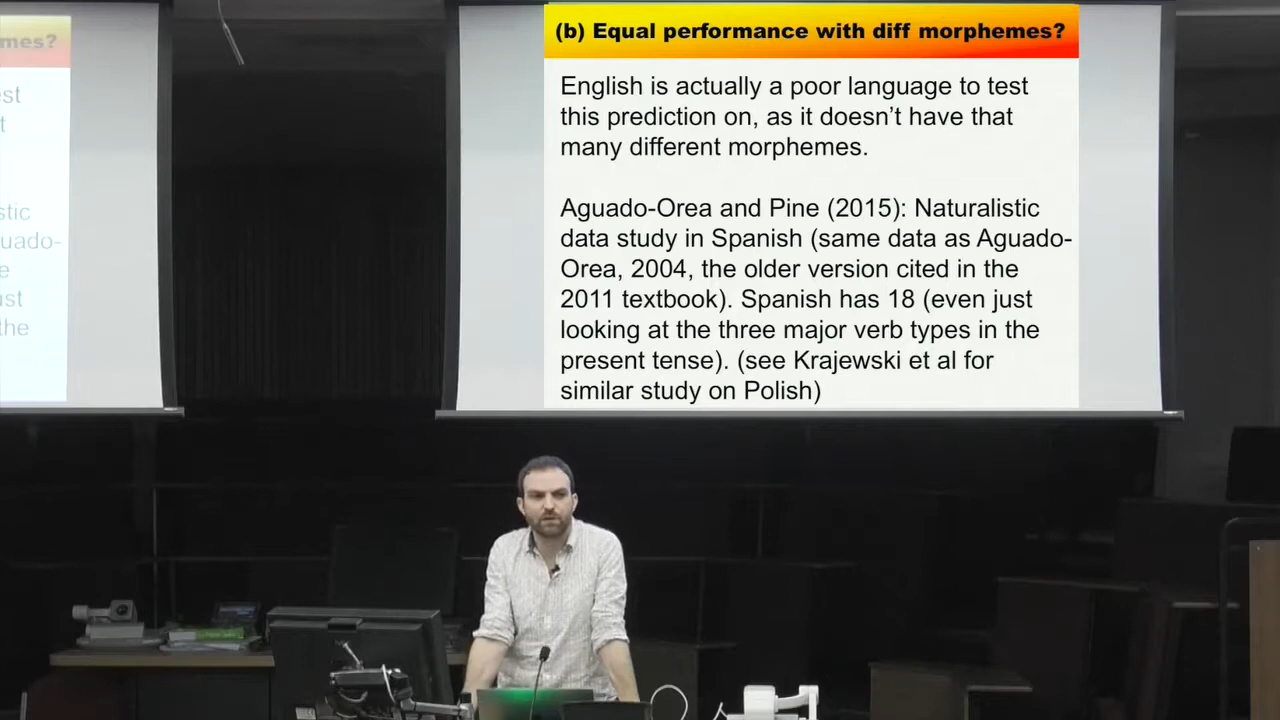 mes?
st
t
stic
uado-
e
ust
the
(b) Equal performance with diff morphemes?
English is actually a poor language to test
this prediction on, as it doesn’t have that
many different morphemes.
Aguado-Orea and Pine (2015): Naturalistic
data study in Spanish (same data as Aguado-
Orea, 2004, the older version cited in the
2011 textbook). Spanish has 18 (even just
looking at the three major verb types in the
present tense). (see Krajewski et al for
similar study on Polish)